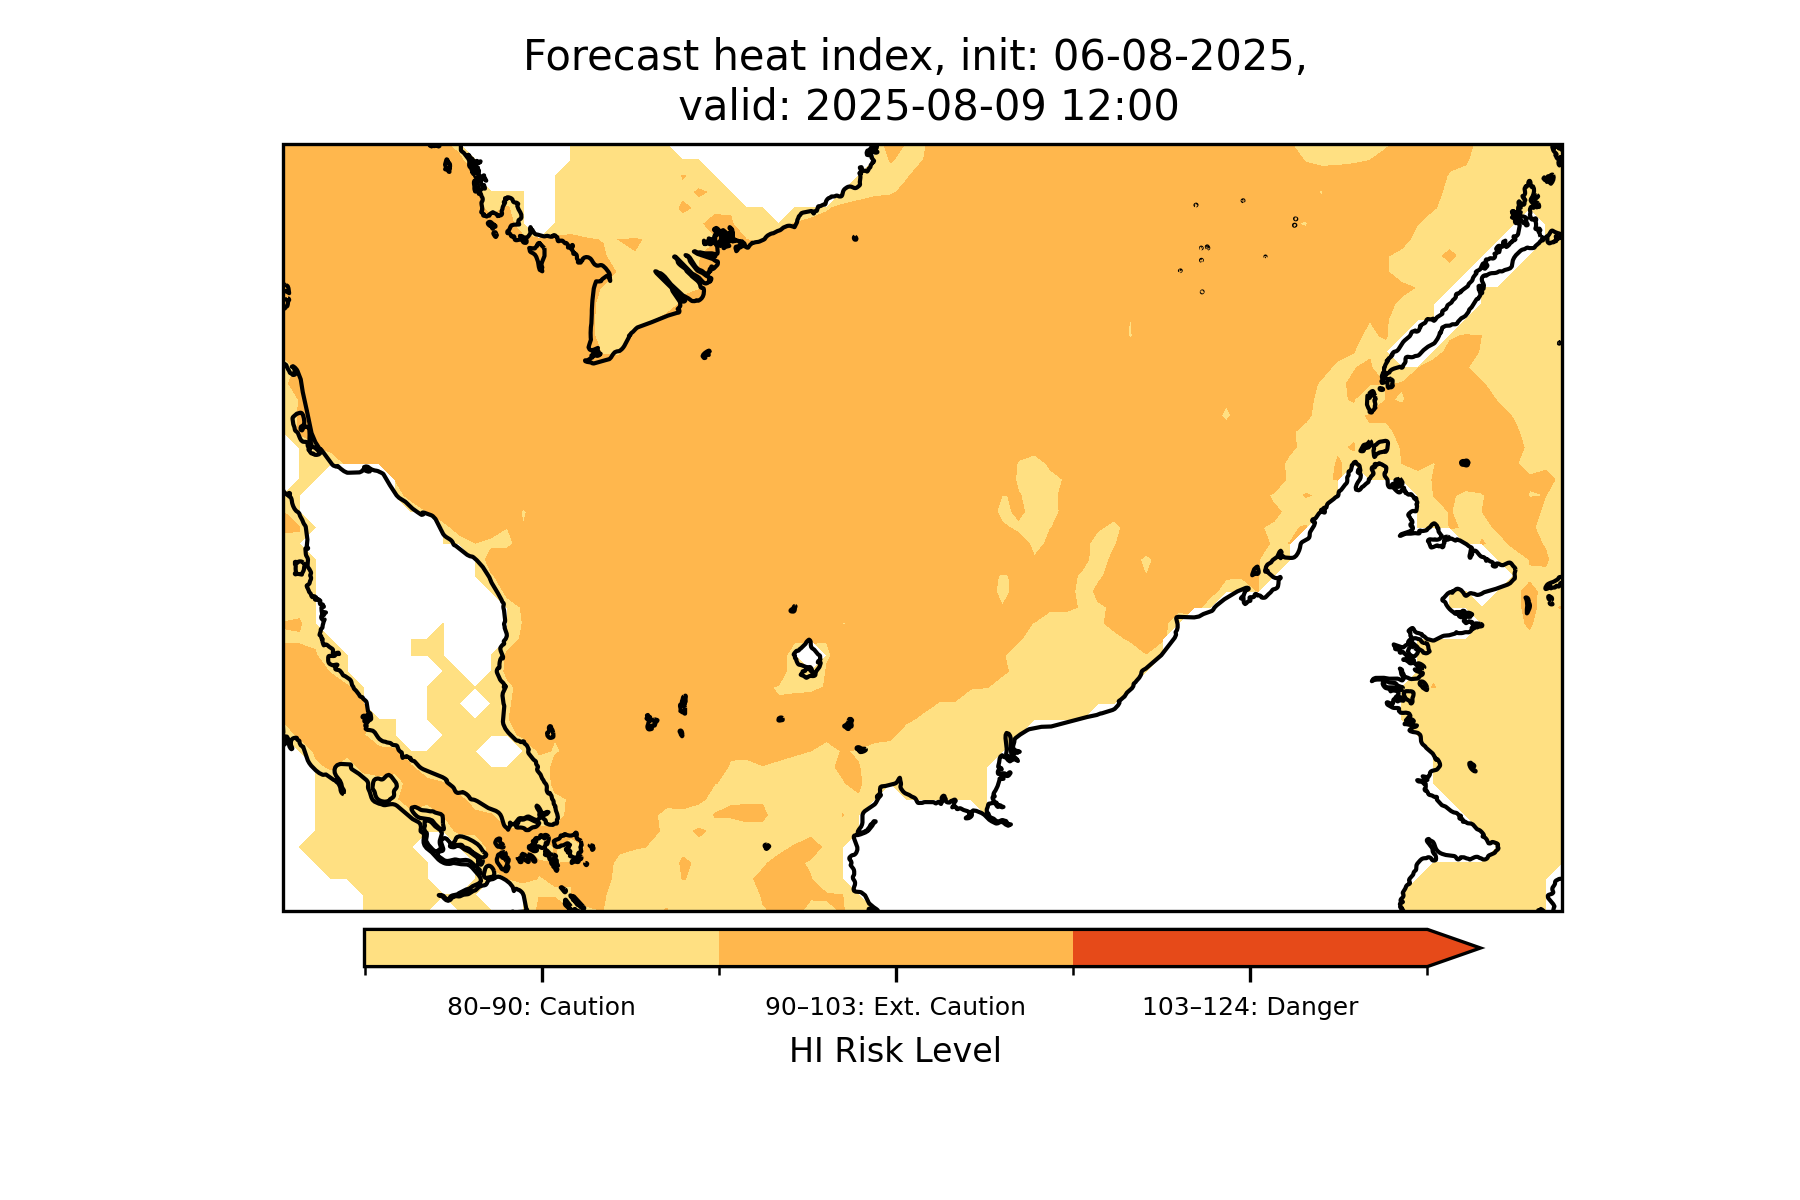 Forecast heat index, init: 06-08-2025,
valid: 2025-08-09 12:00
80–90: Caution
90–103: Ext. Caution
103–124: Danger
HI Risk Level